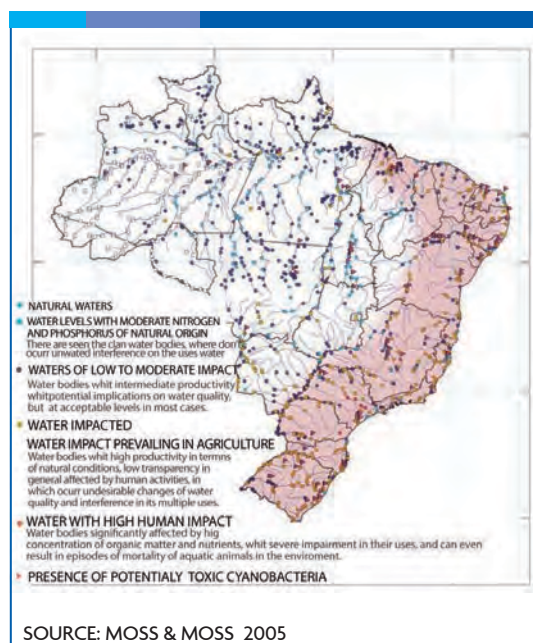 NATURAL WATERS
WATER LEVELS WITH MODERATE NITROGEN
AND PHOSPHORUS OF NATURAL ORIGIN
There are seen the clan water bodies, where don't
ocurr unwated interference on the uses water
WATERS OF LOW TO MODERATE IMPACT
Water bodies whit intermediate productivity
whitpotential implications on water quality,
but at acceptable levels in most cases.
WATER IMPACTED
WATER IMPACT PREVAILING IN AGRICULTURE
Water bodies whit high productivity in termns
of natural conditions, low transparency in
general affected by human activities, in
which ocurr undesirable changes of water
quality and interference in its multiple uses.
WATER WITH HIGH HUMAN IMPACT
Water bodies significantly affected by hig
concentration of organic matter and nutrients, whit severe impairment in their uses, and can even
result in episodes of mortality of aquatic animals in the enviroment.
PRESENCE OF POTENTIALY TOXIC CYANOBACTERIA
SOURCE: MOSS & MOSS 2005